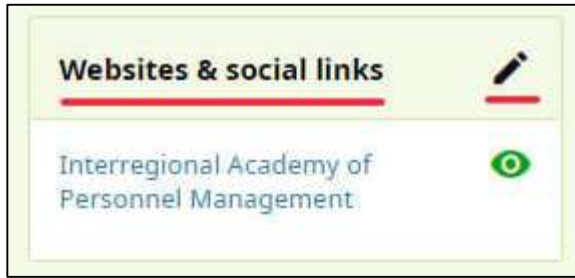 Websites & social links
Interregional Academy of
Personnel Management